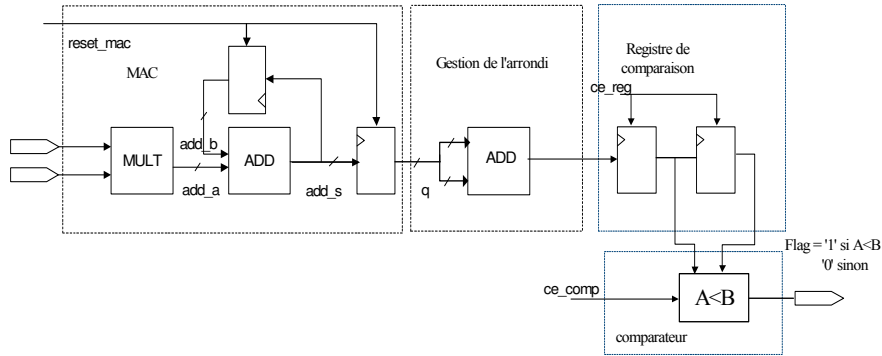 reset_mac
MAC
Gestion de l'arrondi
Registre de
comparaison
ce_reg
add_b
MULT
ADD
ADD
add_a
add_s
q
Flag = '1' si A<B
'0' sinon
ce_comp
A<B
comparateur